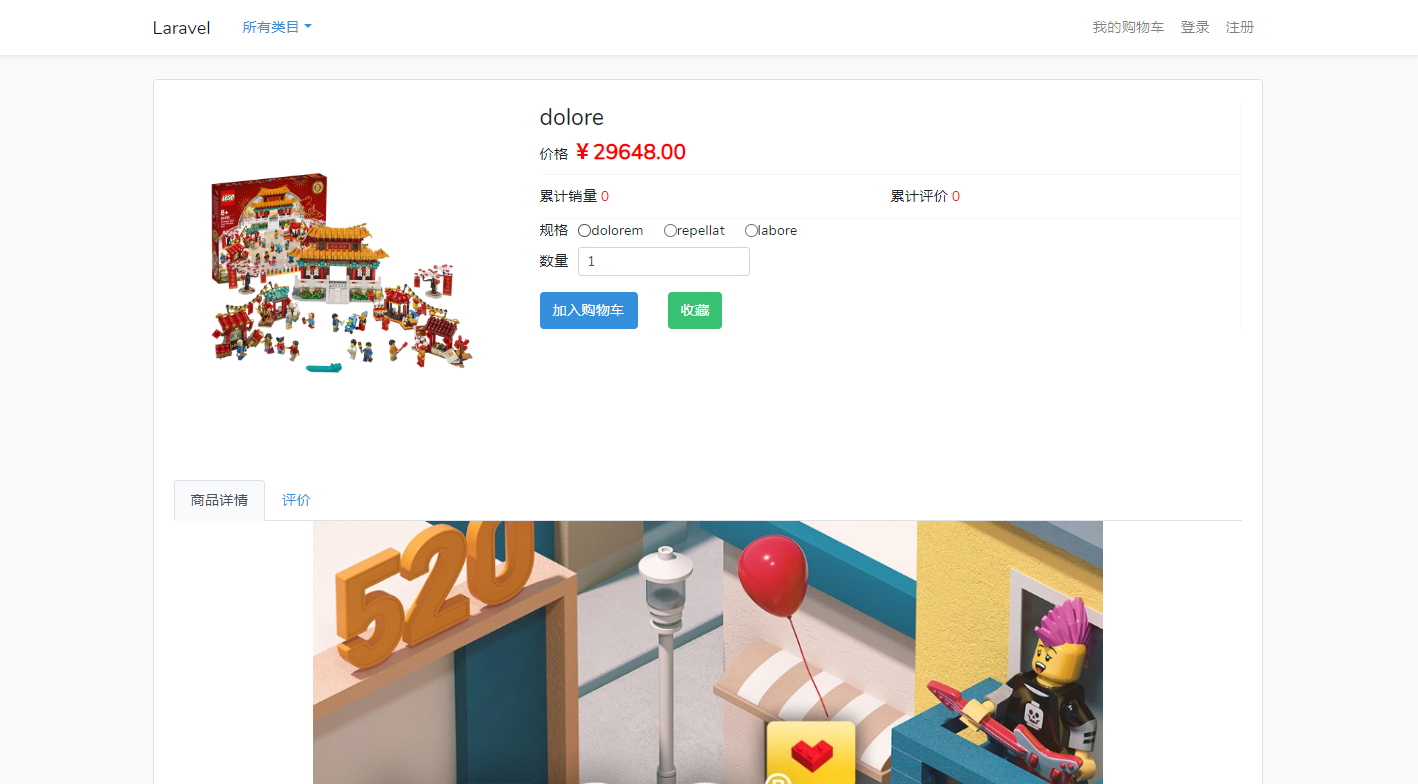 Laravel 所有类目 我的购物车 登录 注册
dolore
价格 ¥ 29648.00
累计销量 0 累计评价 0
规格 dolorem repellat labore
数量 1
加入购物车 收藏
LEGO
8+
商品详情 评价
520